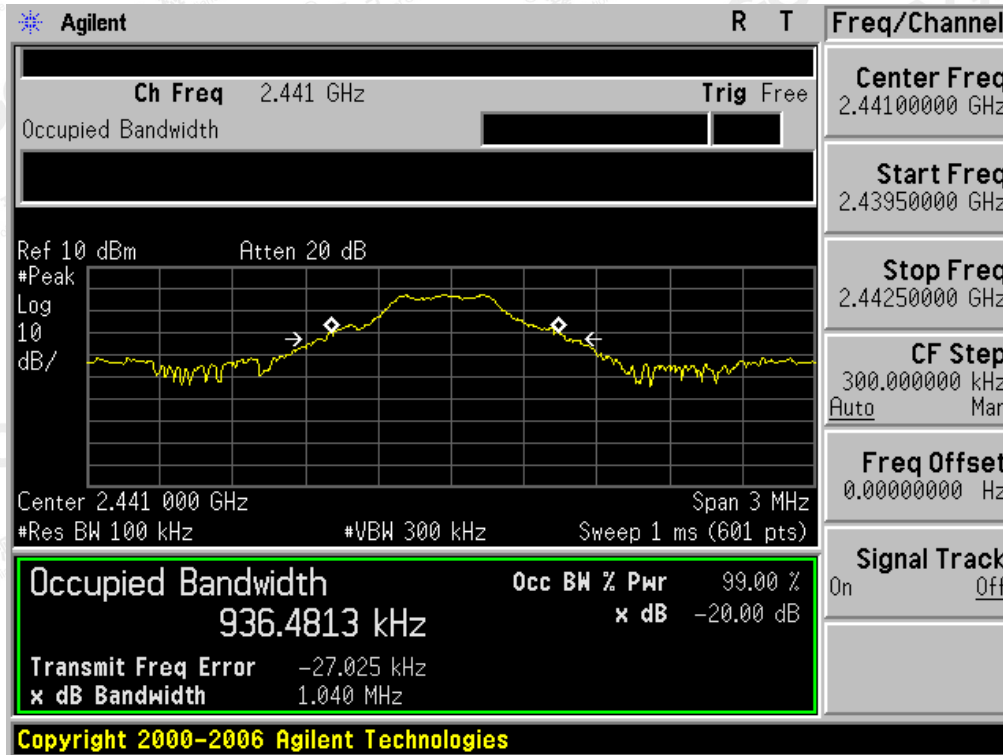 Agilent
R T
Freq/Channel
Ch Freq 2.441 GHz
Trig Free
Occupied Bandwidth
Center Freq
2.44100000 GHz
Start Freq
2.43950000 GHz
Stop Freq
2.44250000 GHz
CF Step
300.000000 kHz
Auto Man
Freq Offset
0.00000000 Hz
Signal Track
On Off
Ref 10 dBm
Atten 20 dB
#Peak
Log
10
dB/
Center 2.441 000 GHz
Span 3 MHz
#Res BW 100 kHz
#VBW 300 kHz
Sweep 1 ms (601 pts)
Occupied Bandwidth
936.4813 kHz
Occ BW % Pwr 99.00 %
x dB -20.00 dB
Transmit Freq Error -27.025 kHz
x dB Bandwidth 1.040 MHz
Copyright 2000-2006 Agilent Technologies